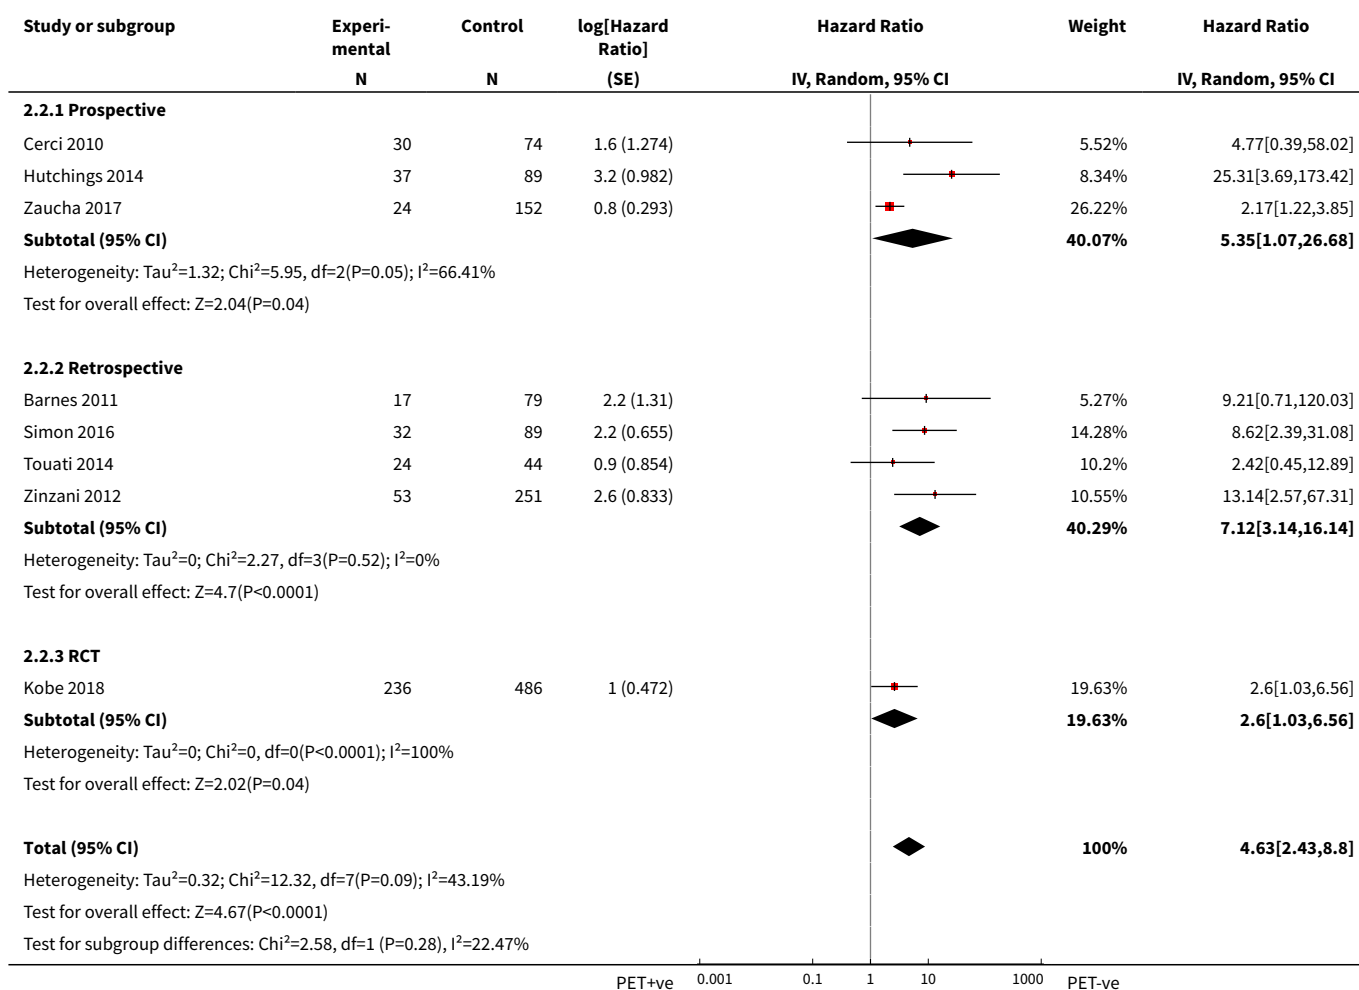 Study or subgroup Experi- Control log[Hazard Hazard Ratio Weight Hazard Ratio
mental Ratio]
N N (SE) IV, Random, 95% CI IV, Random, 95% CI
2.2.1 Prospective
Cerci 2010 30 74 1.6 (1.274) 5.52% 4.77[0.39,58.02]
Hutchings 2014 37 89 3.2 (0.982) 8.34% 25.31[3.69,173.42]
Zaucha 2017 24 152 0.8 (0.293) 26.22% 2.17[1.22,3.85]
Subtotal (95% CI) 40.07% 5.35[1.07,26.68]
Heterogeneity: Tau²=1.32; Chi²=5.95, df=2(P=0.05); I²=66.41%
Test for overall effect: Z=2.04(P=0.04)
2.2.2 Retrospective
Barnes 2011 17 79 2.2 (1.31) 5.27% 9.21[0.71,120.03]
Simon 2016 32 89 2.2 (0.655) 14.28% 8.62[2.39,31.08]
Touati 2014 24 44 0.9 (0.854) 10.2% 2.42[0.45,12.89]
Zinzani 2012 53 251 2.6 (0.833) 10.55% 13.14[2.57,67.31]
Subtotal (95% CI) 40.29% 7.12[3.14,16.14]
Heterogeneity: Tau²=0; Chi²=2.27, df=3(P=0.52); I²=0%
Test for overall effect: Z=4.7(P<0.0001)
2.2.3 RCT
Kobe 2018 236 486 1 (0.472) 19.63% 2.6[1.03,6.56]
Subtotal (95% CI) 19.63% 2.6[1.03,6.56]
Heterogeneity: Tau²=0; Chi²=0, df=0(P<0.0001); I²=100%
Test for overall effect: Z=2.02(P=0.04)
Total (95% CI) 100% 4.63[2.43,8.8]
Heterogeneity: Tau²=0.32; Chi²=12.32, df=7(P=0.09); I²=43.19%
Test for overall effect: Z=4.67(P<0.0001)
Test for subgroup differences: Chi²=2.58, df=1 (P=0.28), I²=22.47%
PET+ve 0.001 0.1 1 10 1000 PET-ve